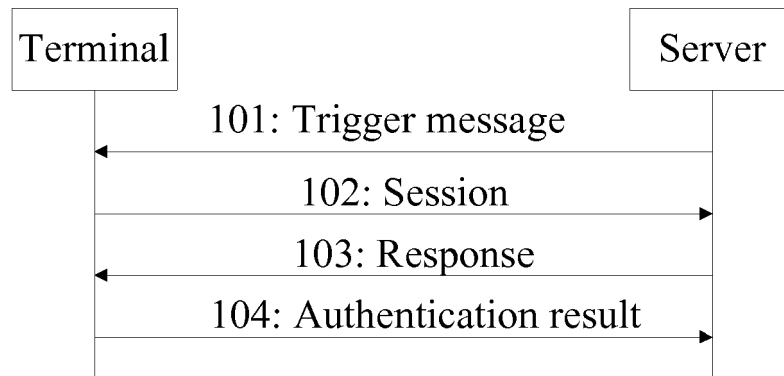 Terminal
Server
101: Trigger message
102: Session
103: Response
104: Authentication result